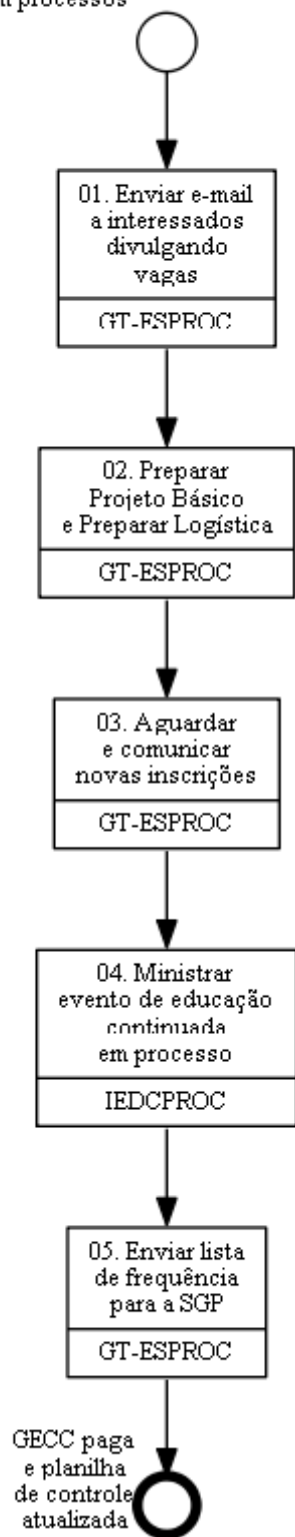 processos
01. Enviar e-mail
a interessados
divulgando
vagas
GT-ESPROC
02. Preparar
Projeto Básico
e Preparar Logística
GT-ESPROC
03. Aguardar
e comunicar
novas inscrições
GT-ESPROC
04. Ministrar
evento de educação
continuada
em processo
IEDCPROC
05. Enviar lista
de frequência
para a SGP
GT-ESPROC
GECC paga
e planilha
de controle
atualizada